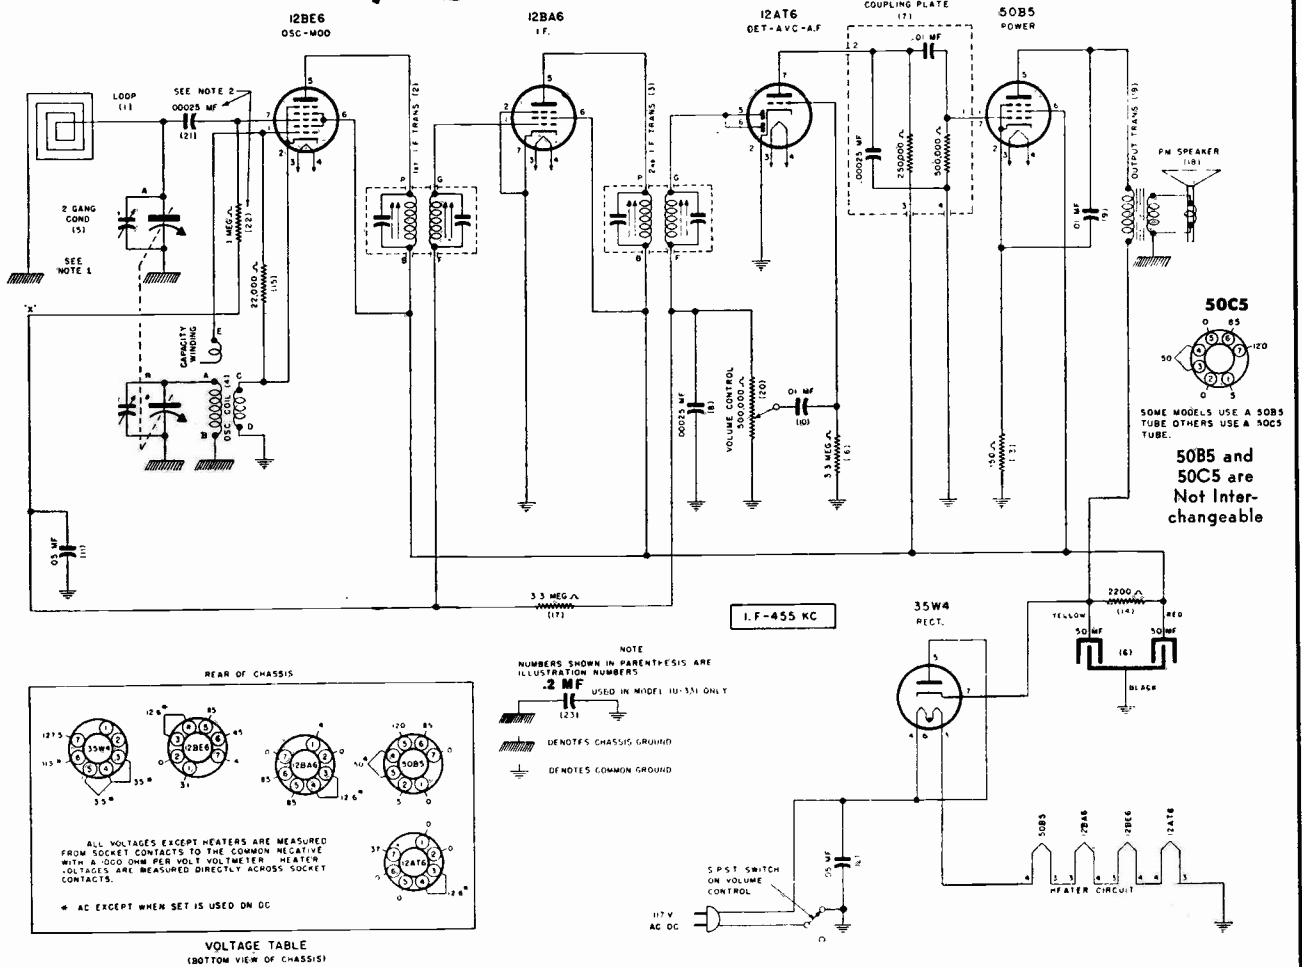 12BE6
OSC-MOD
12BA6
I F.
12AT6
DET-AVC-A.F
COUPLING PLATE
(7)
50B5
POWER
LOOP
(1)
SEE NOTE 2
.00025 MF
(21)
2 GANG
COND
(5)
SEE
NOTE 1
1 MEG
(22)
22,000
(15)
"X"
CAPACITY
WINDING
OSC. COIL (4)
1ST I F TRANS (2)
2ND I F TRANS (3)
.01 MF
.00025 MF
250,000
500,000
.01 MF
(9)
OUTPUT TRANS (19)
PM SPEAKER
(18)
.00025 MF
(8)
VOLUME CONTROL
500,000
(20)
.01 MF
(10)
3.3 MEG
150
50C5
0 85
50 120
0 5
SOME MODELS USE A 50B5
TUBE OTHERS USE A 50C5
TUBE.
50B5 and
50C5 are
Not Inter-
changeable
.05 MF
(11)
3.3 MEG
(17)
I.F-455 KC
35W4
RECT.
2200
(14)
YELLOW
RED
50 MF
50 MF
(6)
BLACK
NOTE
NUMBERS SHOWN IN PARENTHESIS ARE
ILLUSTRATION NUMBERS
.2 MF
USED IN MODEL 10-331 ONLY
(23)
DENOTES CHASSIS GROUND
DENOTES COMMON GROUND
REAR OF CHASSIS
35W4
12BE6
12BA6
50B5
12AT6
ALL VOLTAGES EXCEPT HEATERS ARE MEASURED
FROM SOCKET CONTACTS TO THE COMMON NEGATIVE
WITH A 1000 OHM PER VOLT VOLTMETER HEATER
VOLTAGES ARE MEASURED DIRECTLY ACROSS SOCKET
CONTACTS.
* AC EXCEPT WHEN SET IS USED ON DC
VOLTAGE TABLE
(BOTTOM VIEW OF CHASSIS)
S.P.S.T SWITCH
ON VOLUME
CONTROL
117 V
AC DC
.05 MF
50B5
12BA6
12BE6
12AT6
HEATER CIRCUIT